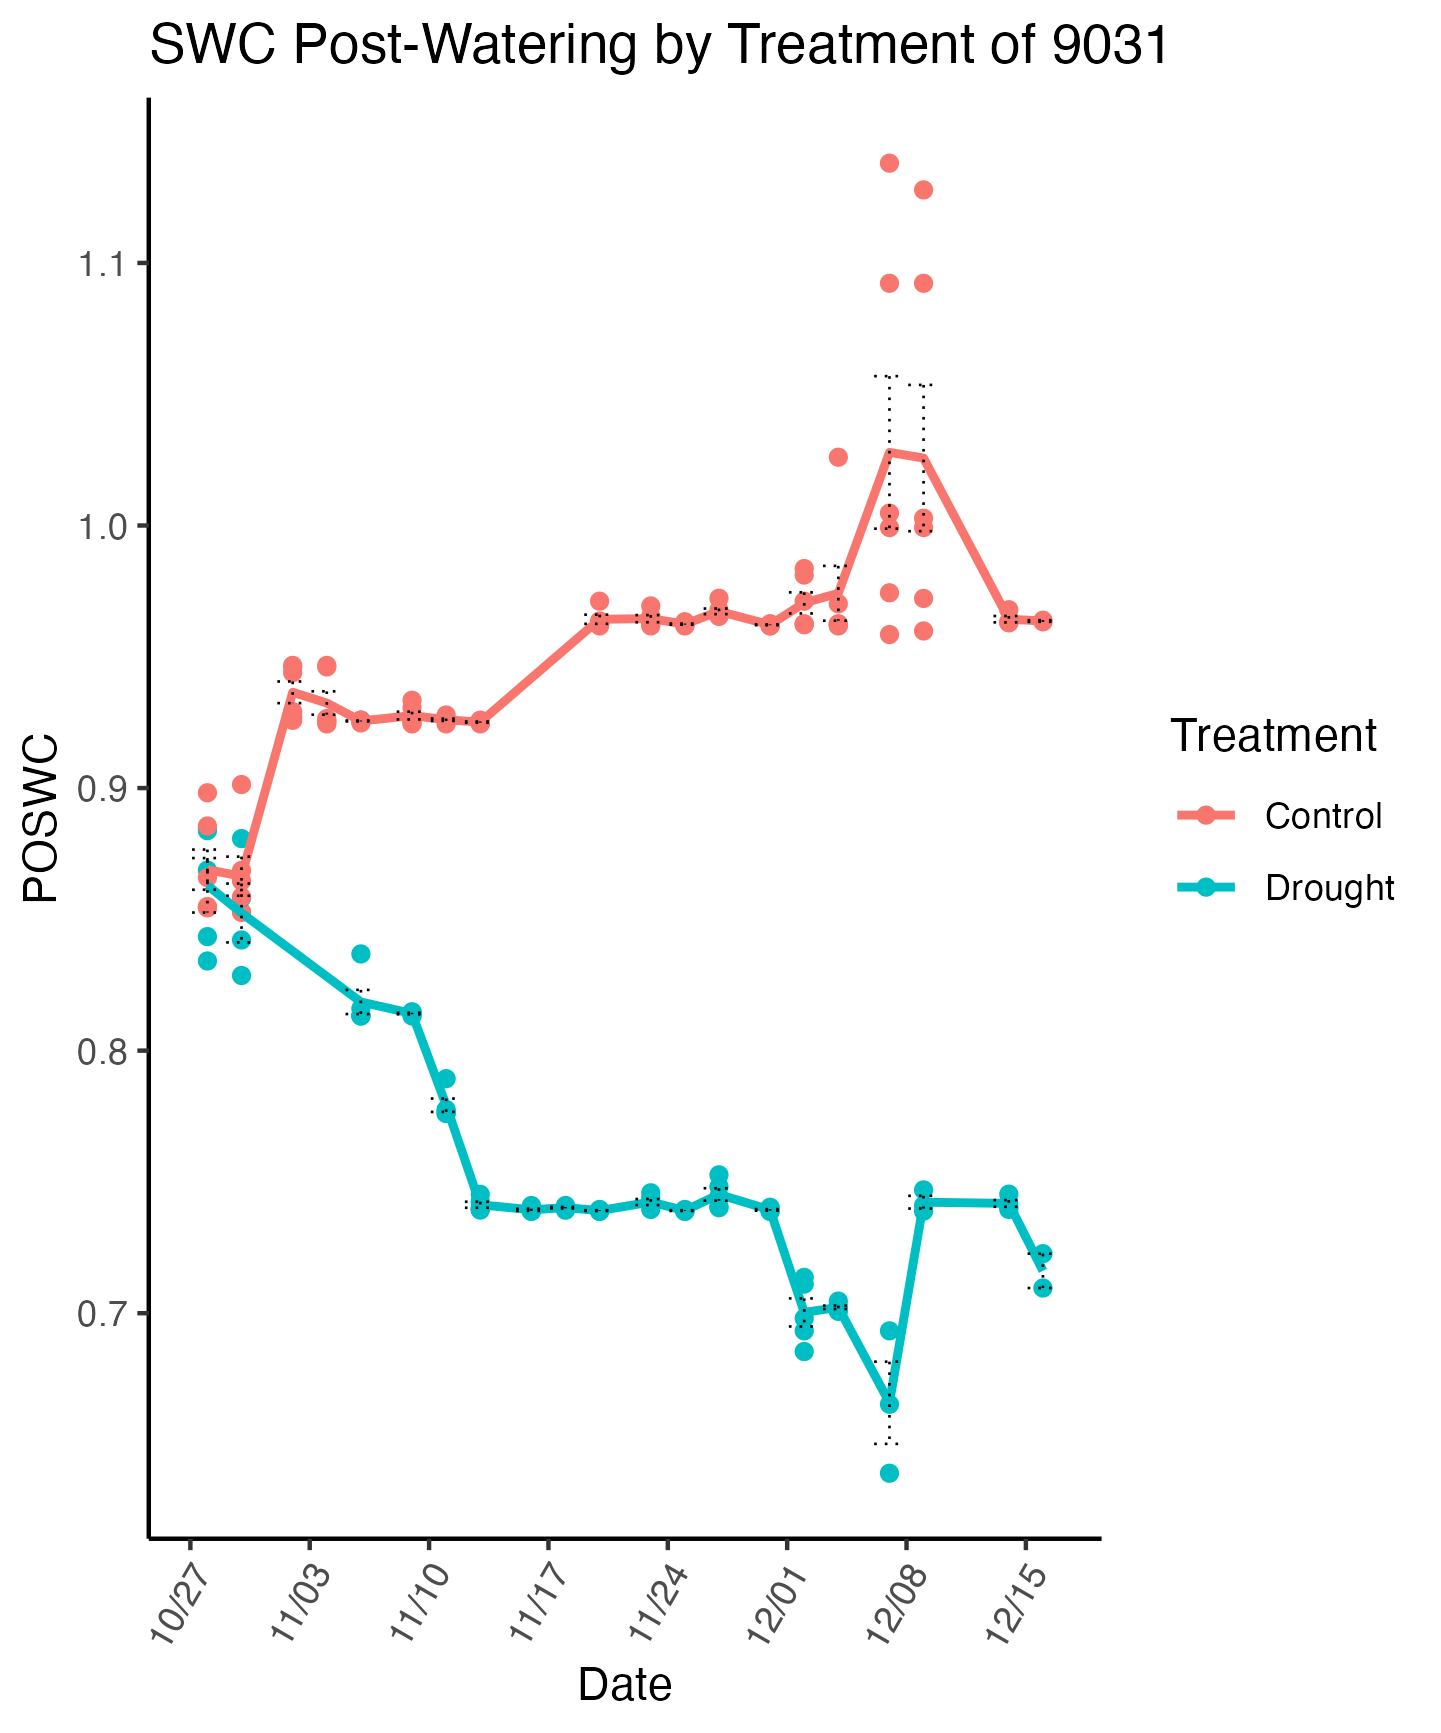 SWC Post-Watering by Treatment of 9031
POSWC
1.1
1.0
0.9
0.8
0.7
10/27
11/03
11/10
11/17
11/24
12/01
12/08
12/15
Date
Treatment
Control
Drought